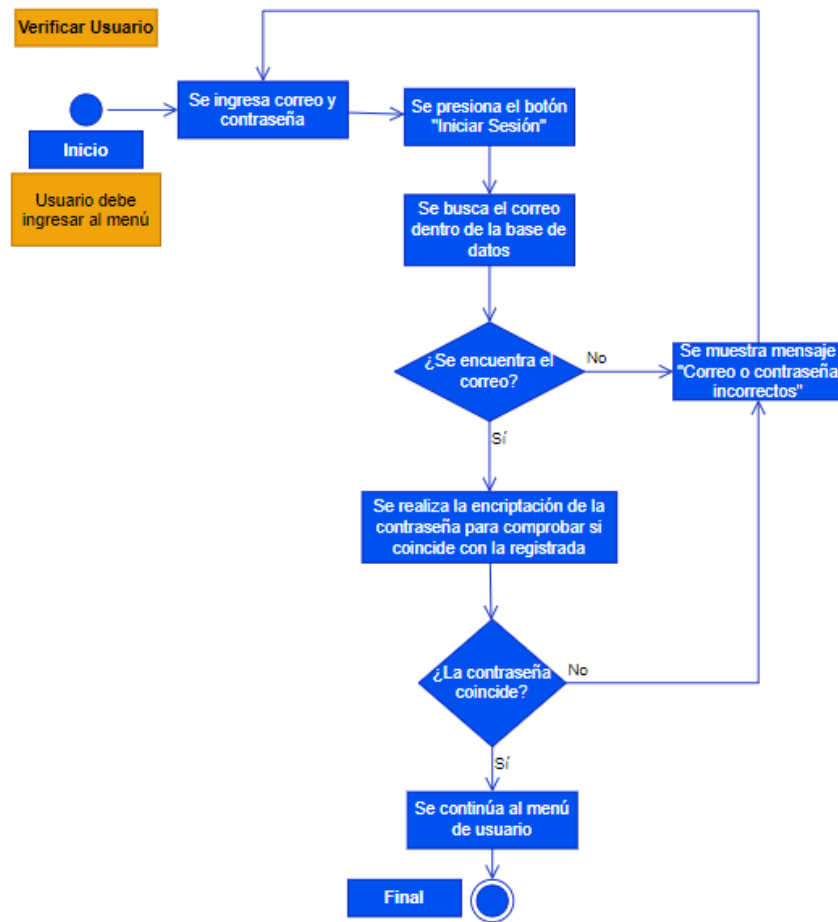 Verificar Usuario
Se ingresa correo y
contraseña
Se presiona el botón
"Iniciar Sesión"
Inicio
Usuario debe
ingresar al menú
Se busca el correo
dentro de la base de
datos
¿Se encuentra el
correo?
No
Se muestra mensaje
"Correo o contraseña
incorrectos"
Sí
Se realiza la encriptación de la
contraseña para comprobar si
coincide con la registrada
¿La contraseña
coincide?
No
Sí
Se continúa al menú
de usuario
Final